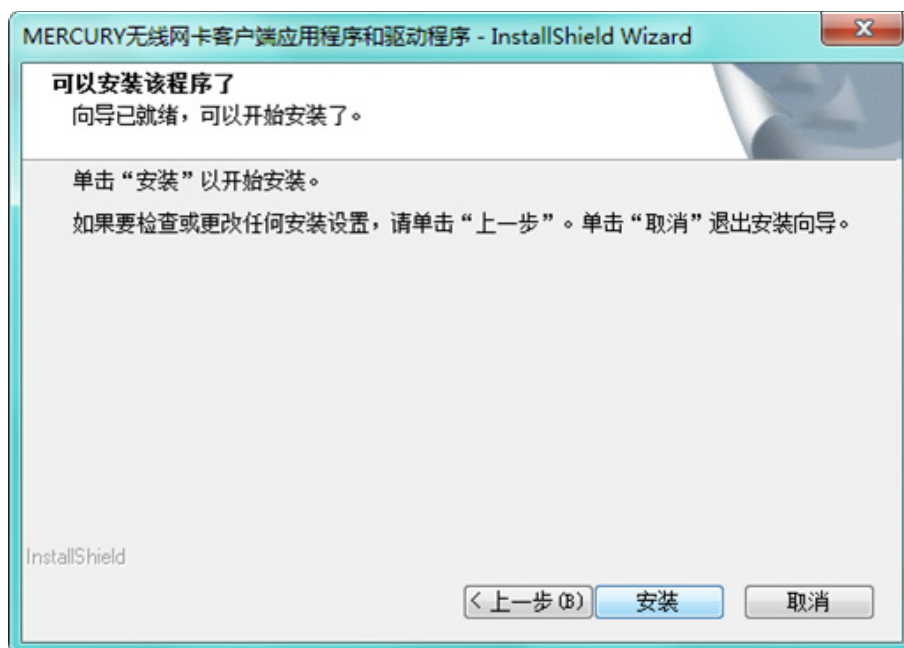 MERCURY无线网卡客户端应用程序和驱动程序 - InstallShield Wizard
可以安装该程序了
向导已就绪，可以开始安装了。
单击“安装”以开始安装。
如果要检查或更改任何安装设置，请单击“上一步”。单击“取消”退出安装向导。
InstallShield
< 上一步(B) 安装 取消